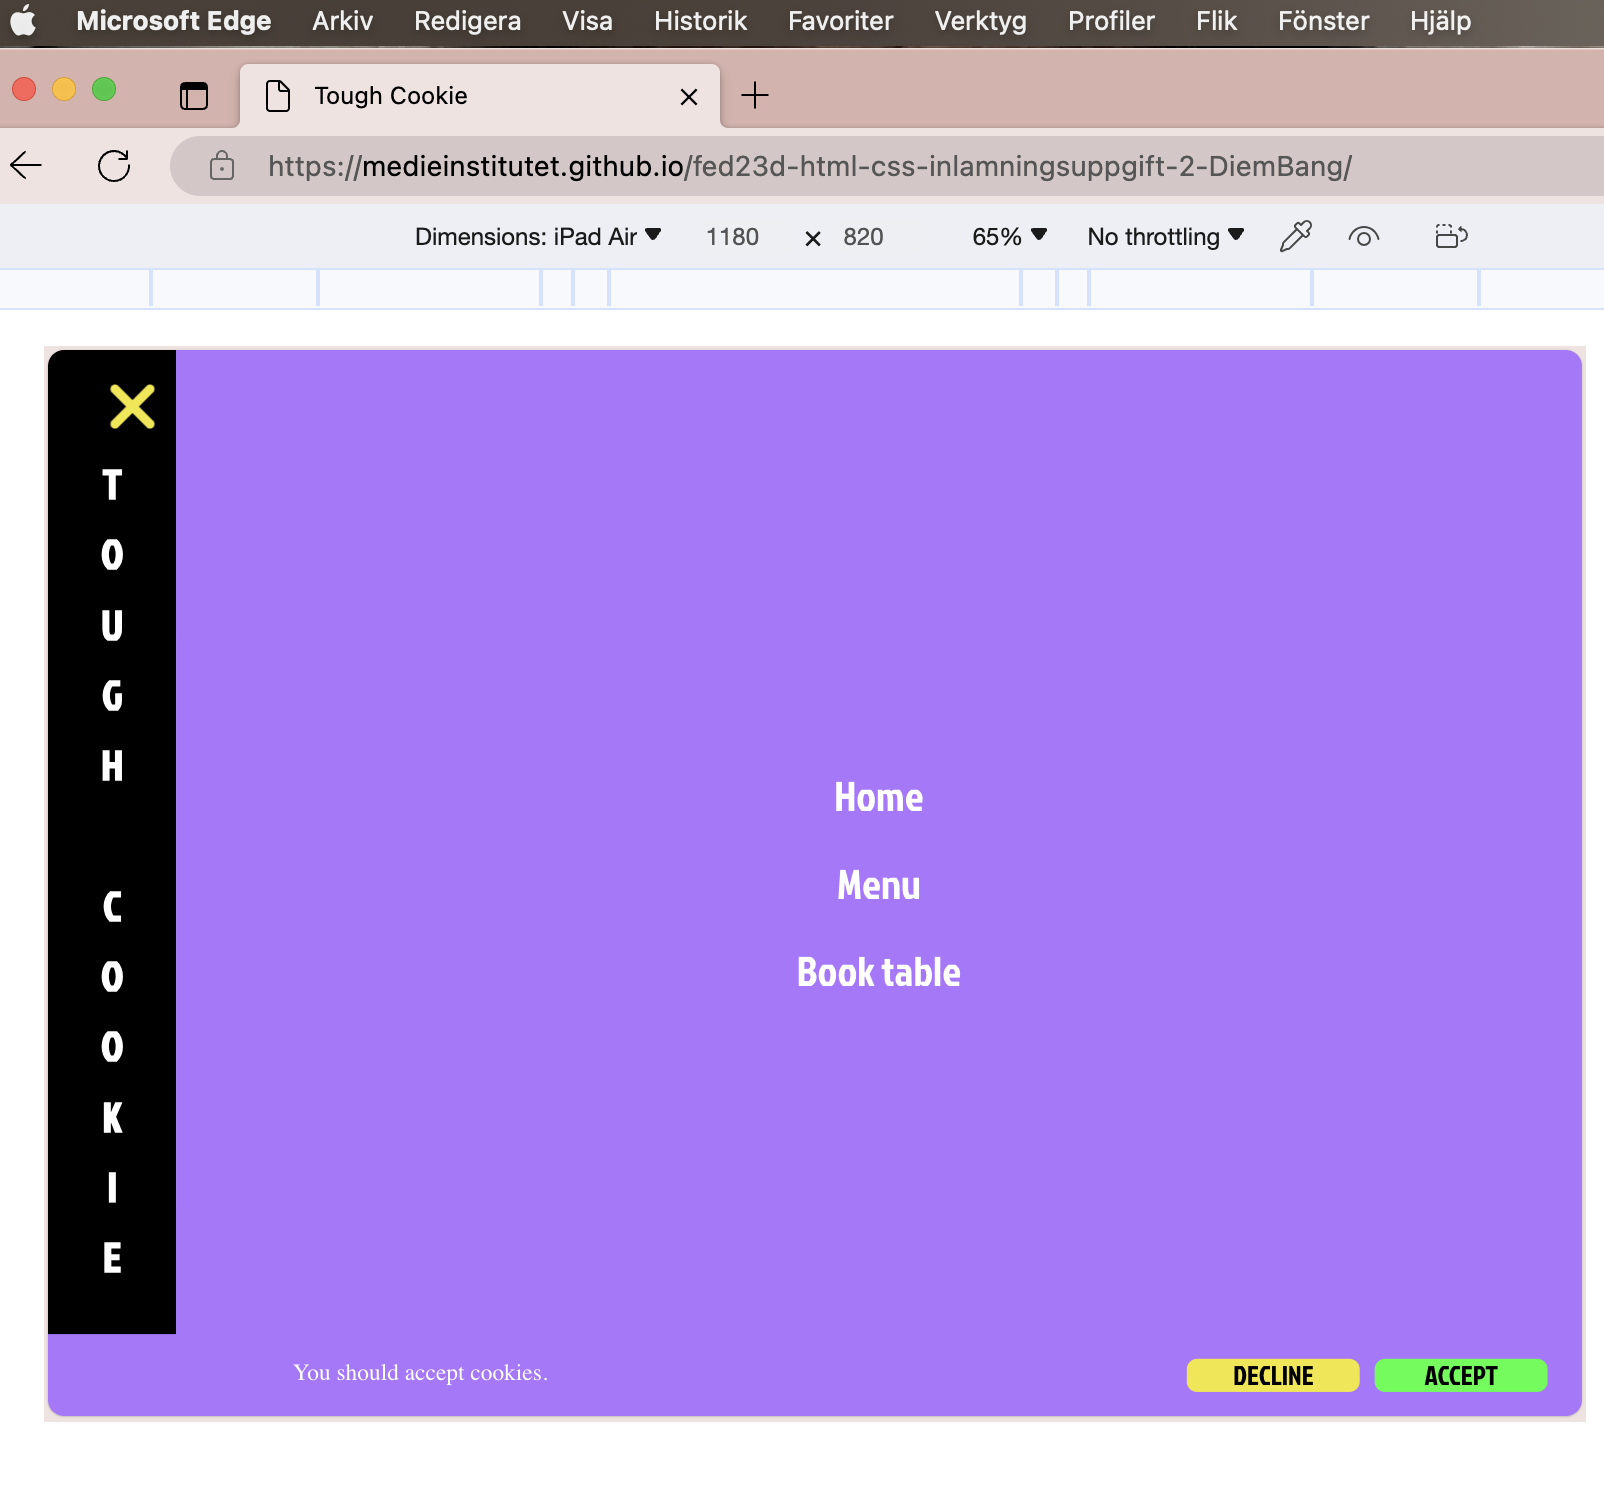 Microsoft Edge Arkiv Redigera Visa Historik Favoriter Verktyg Profiler Flik Fönster Hjälp
Tough Cookie
https://medieinstitutet.github.io/fed23d-html-css-inlamningsuppgift-2-DiemBang/
Dimensions: iPad Air 1180 × 820 65% No throttling
T
O
U
G
H
C
O
O
K
I
E
Home
Menu
Book table
You should accept cookies.
DECLINE ACCEPT